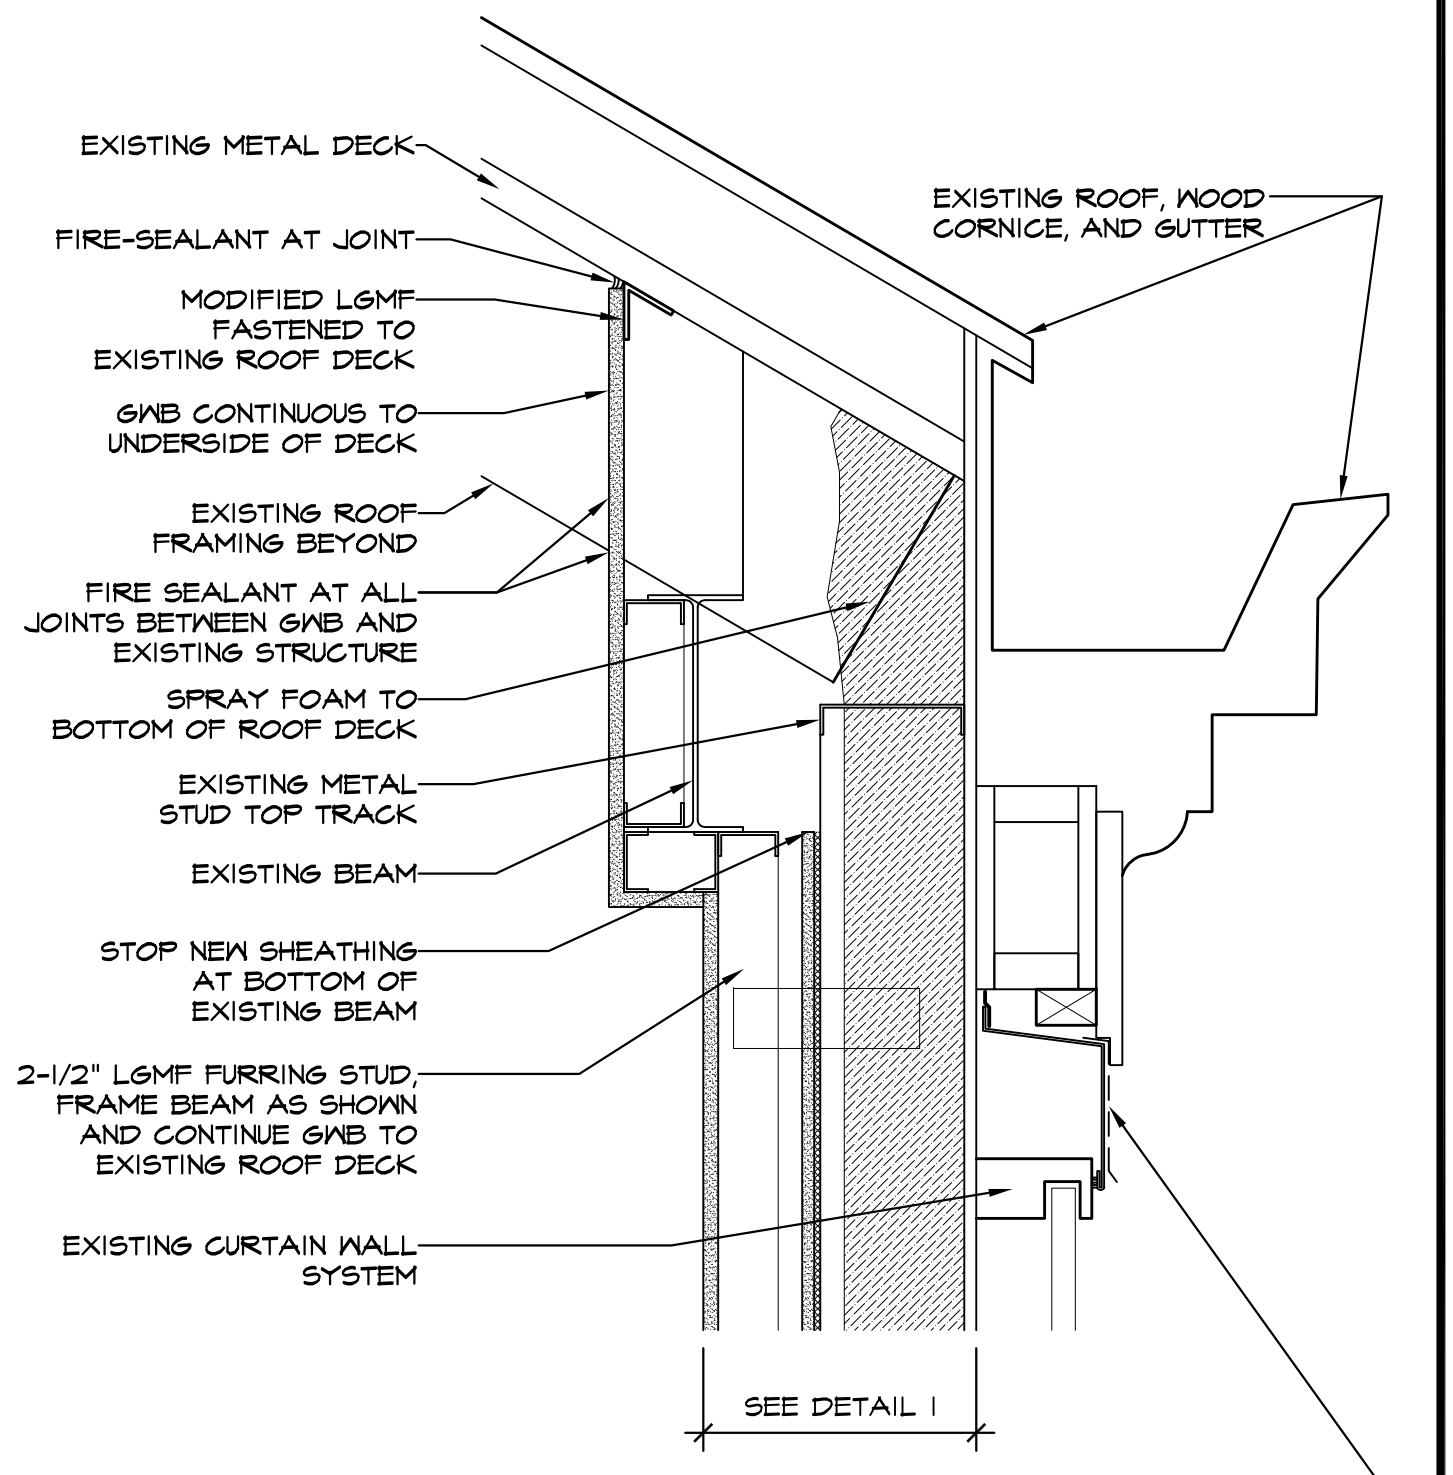 EXISTING METAL DECK
FIRE-SEALANT AT JOINT
MODIFIED LGMF
FASTENED TO
EXISTING ROOF DECK
GWB CONTINUOUS TO
UNDERSIDE OF DECK
EXISTING ROOF
FRAMING BEYOND
FIRE SEALANT AT ALL
JOINTS BETWEEN GWB AND
EXISTING STRUCTURE
SPRAY FOAM TO
BOTTOM OF ROOF DECK
EXISTING METAL
STUD TOP TRACK
EXISTING BEAM
STOP NEW SHEATHING
AT BOTTOM OF
EXISTING BEAM
2-1/2" LGMF FURRING STUD,
FRAME BEAM AS SHOWN
AND CONTINUE GWB TO
EXISTING ROOF DECK
EXISTING CURTAIN WALL
SYSTEM
EXISTING ROOF, WOOD
CORNICE, AND GUTTER
SEE DETAIL 1